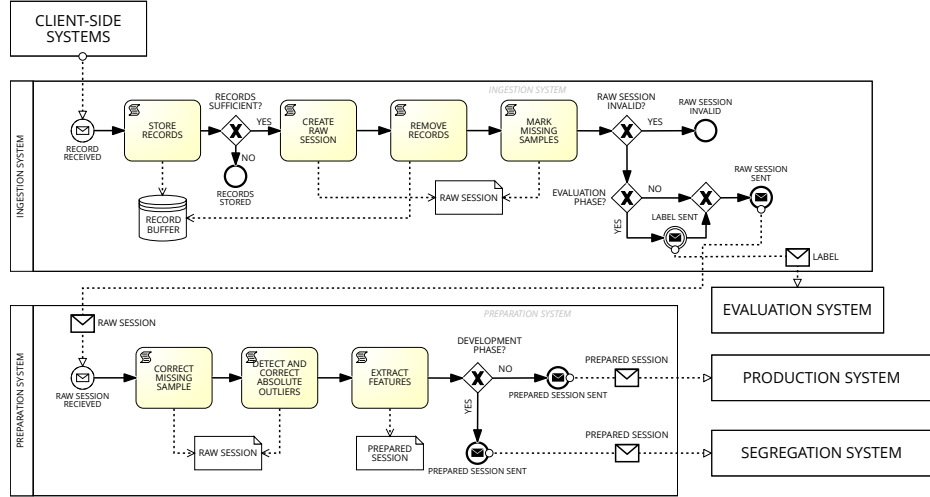 CLIENT-SIDE
SYSTEMS
INGESTION SYSTEM
INGESTION SYSTEM
RECORD
RECEIVED
STORE
RECORDS
RECORDS
SUFFICIENT?
YES
NO
RECORDS
STORED
RECORD
BUFFER
CREATE
RAW
SESSION
REMOVE
RECORDS
MARK
MISSING
SAMPLES
RAW SESSION
RAW SESSION
INVALID?
YES
RAW SESSION
INVALID
EVALUATION
PHASE?
NO
YES
LABEL SENT
RAW SESSION
SENT
LABEL
EVALUATION SYSTEM
PREPARATION SYSTEM
PREPARATION SYSTEM
RAW SESSION
RAW SESSION
RECIEVED
CORRECT
MISSING
SAMPLE
DETECT AND
CORRECT
ABSOLUTE
OUTLIERS
RAW SESSION
EXTRACT
FEATURES
PREPARED
SESSION
DEVELOPMENT
PHASE?
NO
YES
PREPARED SESSION SENT
PREPARED SESSION
PRODUCTION SYSTEM
PREPARED SESSION SENT
PREPARED SESSION
SEGREGATION SYSTEM